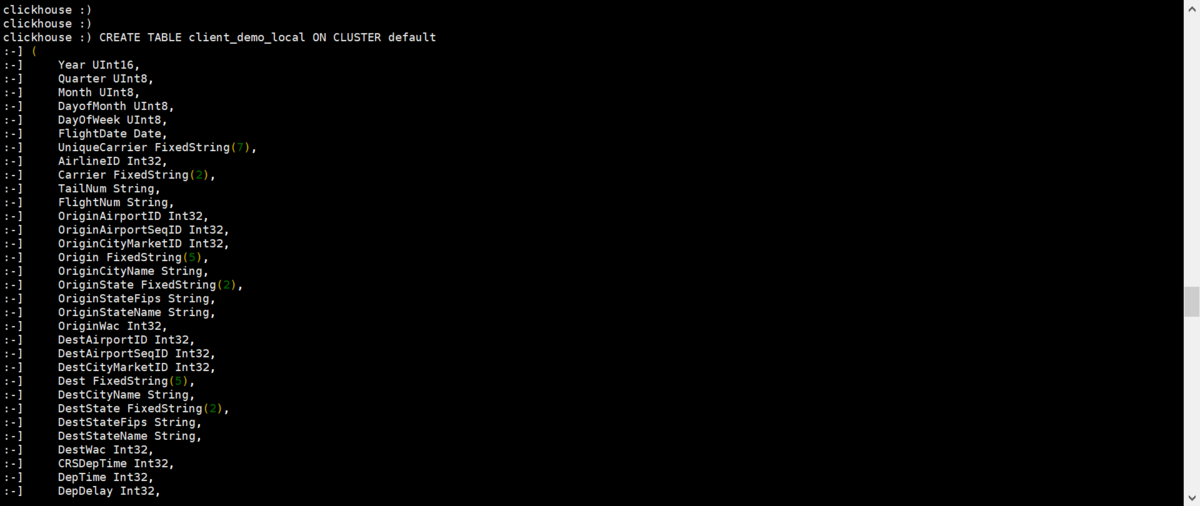 clickhouse :)
clickhouse :)
clickhouse :) CREATE TABLE client_demo_local ON CLUSTER default
:-] (
:-]     Year UInt16,
:-]     Quarter UInt8,
:-]     Month UInt8,
:-]     DayofMonth UInt8,
:-]     DayOfWeek UInt8,
:-]     FlightDate Date,
:-]     UniqueCarrier FixedString(7),
:-]     AirlineID Int32,
:-]     Carrier FixedString(2),
:-]     TailNum String,
:-]     FlightNum String,
:-]     OriginAirportID Int32,
:-]     OriginAirportSeqID Int32,
:-]     OriginCityMarketID Int32,
:-]     Origin FixedString(5),
:-]     OriginCityName String,
:-]     OriginState FixedString(2),
:-]     OriginStateFips String,
:-]     OriginStateName String,
:-]     OriginWac Int32,
:-]     DestAirportID Int32,
:-]     DestAirportSeqID Int32,
:-]     DestCityMarketID Int32,
:-]     Dest FixedString(5),
:-]     DestCityName String,
:-]     DestState FixedString(2),
:-]     DestStateFips String,
:-]     DestStateName String,
:-]     DestWac Int32,
:-]     CRSDepTime Int32,
:-]     DepTime Int32,
:-]     DepDelay Int32,